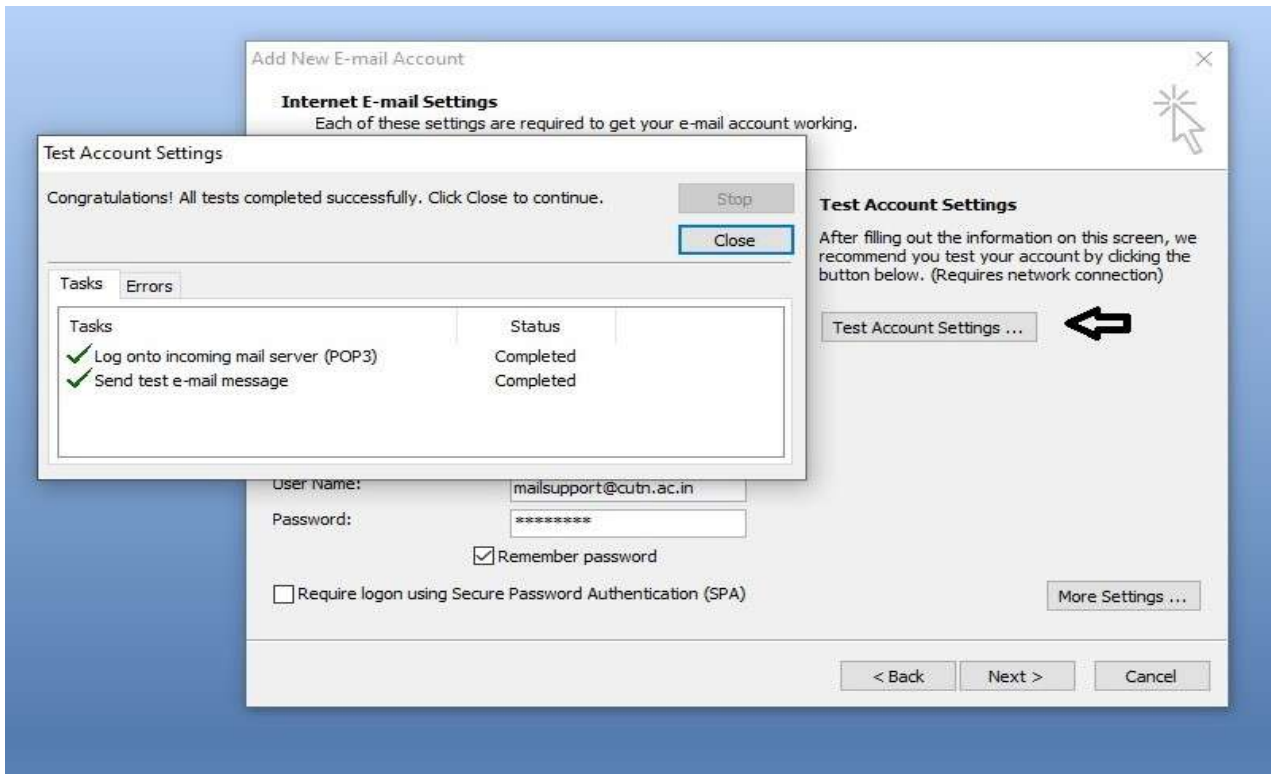 Add New E-mail Account
Internet E-mail Settings
Each of these settings are required to get your e-mail account working.
Test Account Settings
Congratulations! All tests completed successfully. Click Close to continue.
Stop
Close
Tasks Errors
Tasks Status
Log onto incoming mail server (POP3) Completed
Send test e-mail message Completed
Test Account Settings
After filling out the information on this screen, we
recommend you test your account by clicking the
button below. (Requires network connection)
Test Account Settings ...
User Name: mailsupport@cutn.ac.in
Password: ********
Remember password
Require logon using Secure Password Authentication (SPA)
More Settings ...
< Back Next > Cancel